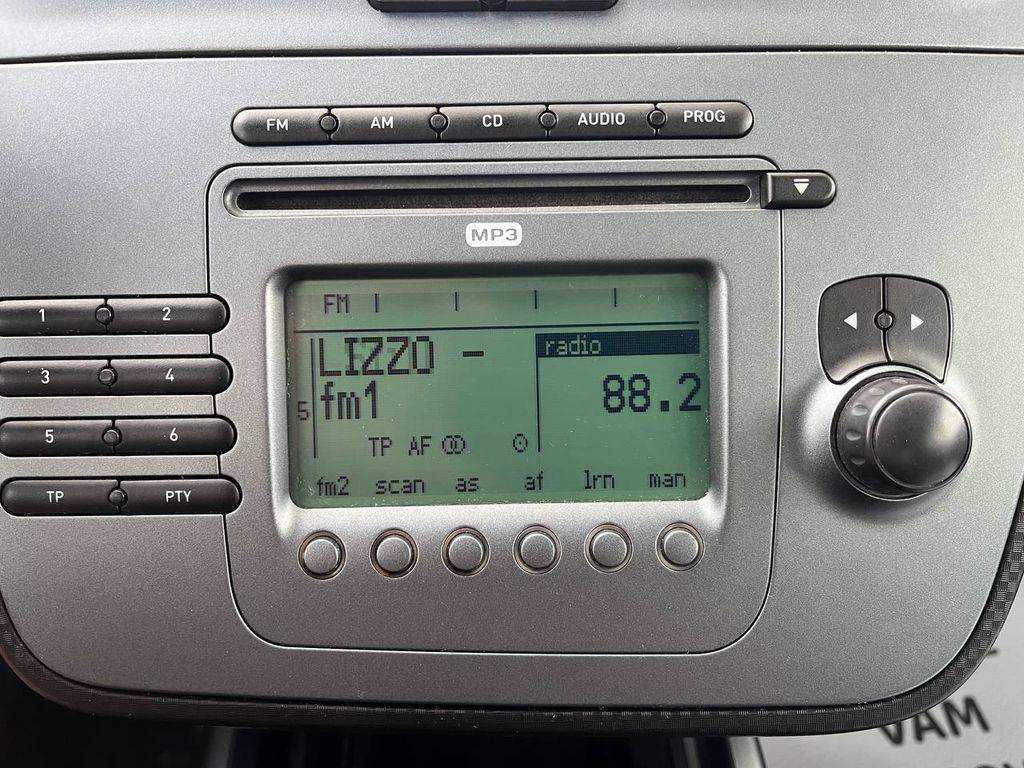 FM AM CD AUDIO PROG
MP3
1 2
3 4
5 6
TP PTY
FM
LIZZO - radio
5 fm1 88.2
TP AF
fm2 scan as af lrn man
VAM